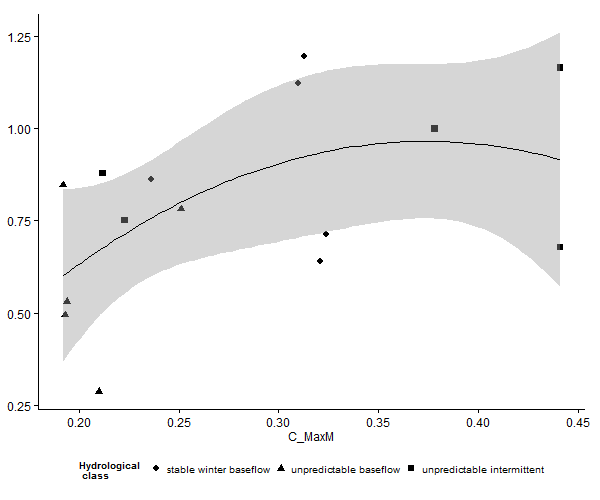 1.25
1.00
0.75
0.50
0.25
0.20 0.25 0.30 0.35 0.40 0.45
C_MaxM
Hydrological
class
stable winter baseflow unpredictable baseflow unpredictable intermittent